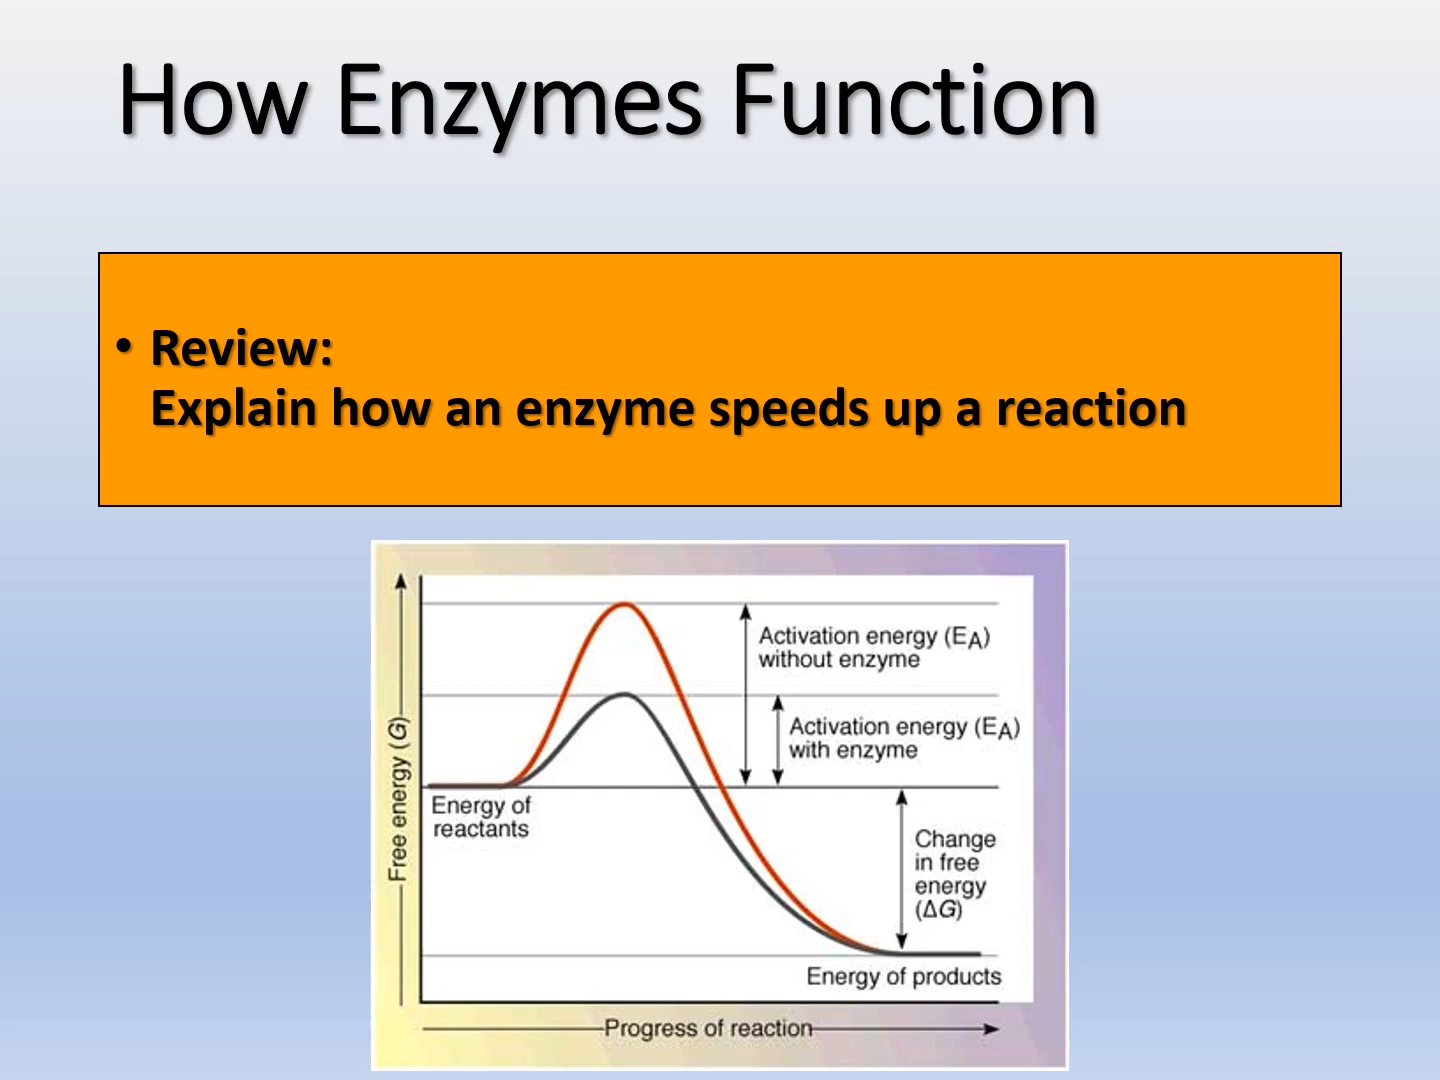 How Enzymes Function
• Review:
Explain how an enzyme speeds up a reaction
Activation energy (EA)
without enzyme
Activation energy (EA)
with enzyme
Free energy (G)
Energy of
reactants
Change
in free
energy
(ΔG)
Energy of products
Progress of reaction